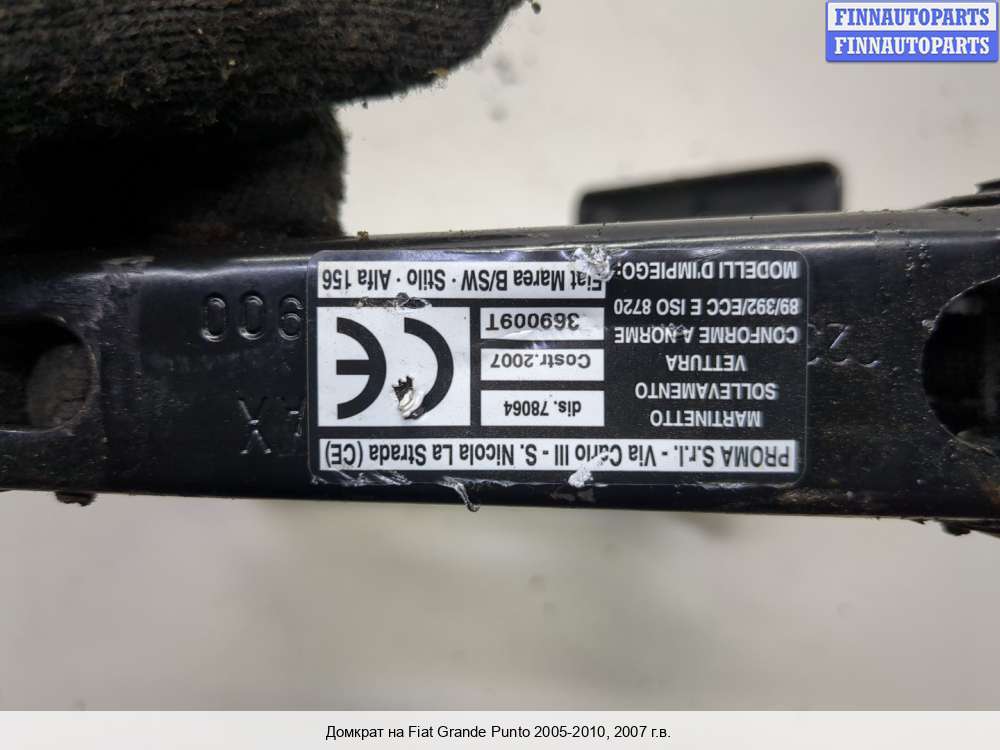 FINNAUTOPARTS
FINNAUTOPARTS
PROMA S.r.l. - Via Carlo III - S. Nicola La Strada (CE)
MARTINETTO
SOLLEVAMENTO
VETTURA
CONFORME A NORME
89/392/ECC E ISO 8720
MODELLI D'IMPIEGO:
dis. 78064
Costr.2007
369009T
CE
Fiat Marea B/SW · Stilo · Alfa 156
900
Домкрат на Fiat Grande Punto 2005-2010, 2007 г.в.